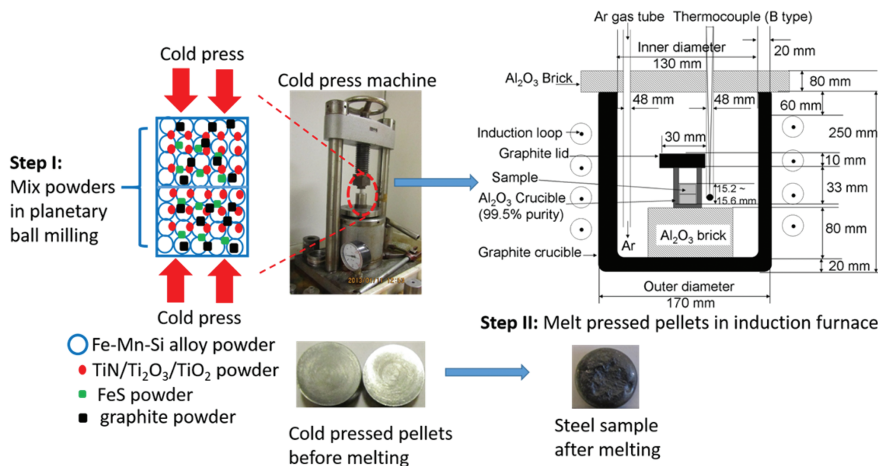 Cold press
Cold press machine
Step I:
Mix powders
in planetary
ball milling
Cold press
Fe-Mn-Si alloy powder
TiN/Ti₂O₃/TiO₂ powder
FeS powder
graphite powder
Ar gas tube
Thermocouple (B type)
Inner diameter
130 mm
20 mm
Al₂O₃ Brick
80 mm
48 mm
48 mm
60 mm
Induction loop
30 mm
250 mm
Graphite lid
10 mm
Sample
15.2 ~
15.6 mm
33 mm
Al₂O₃ Crucible
(99.5% purity)
Al₂O₃ brick
80 mm
Graphite crucible
Ar
20 mm
Outer diameter
170 mm
Step II: Melt pressed pellets in induction furnace
Cold pressed pellets
before melting
Steel sample
after melting